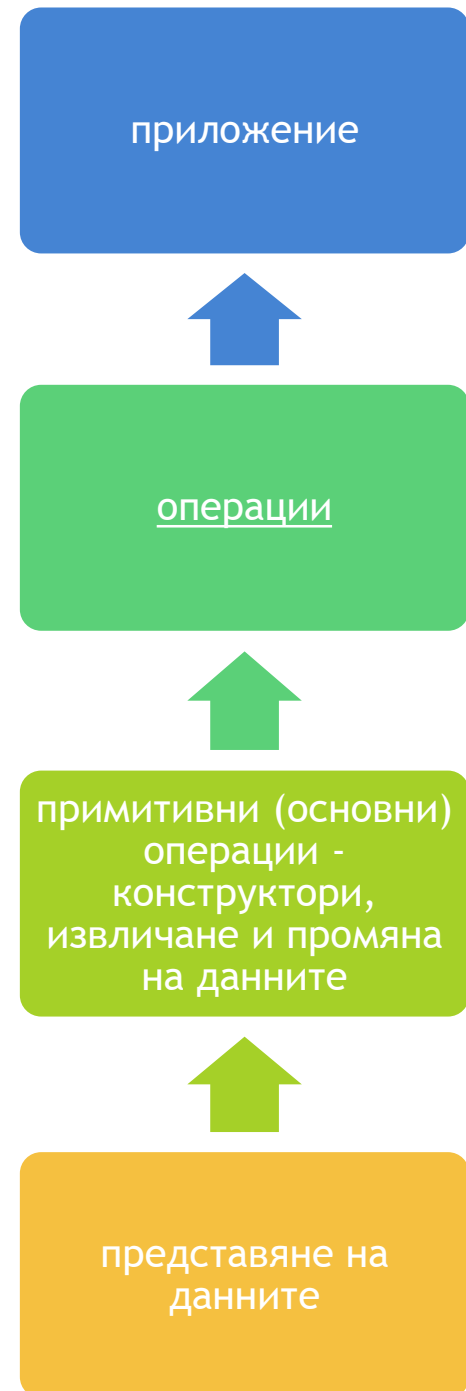 приложение
операции
примитивни (основни)
операции -
конструктори,
извличане и промяна
на данните
представяне на
данните